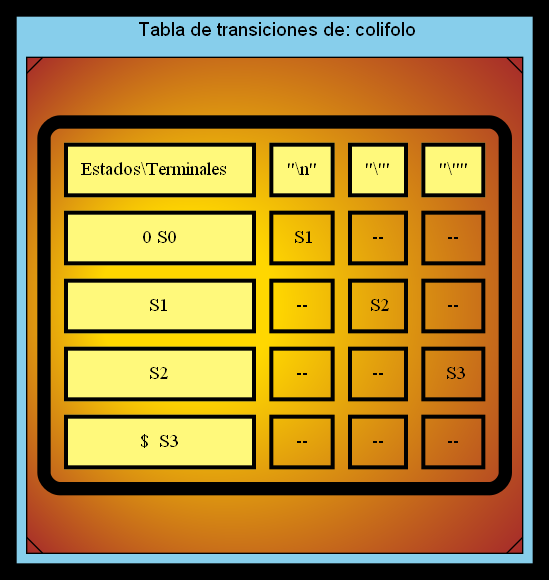 Tabla de transiciones de: colifolo
Estados\Terminales "\n" "\'" "\""
0 S0 S1 -- --
S1 -- S2 --
S2 -- -- S3
$ S3 -- -- --